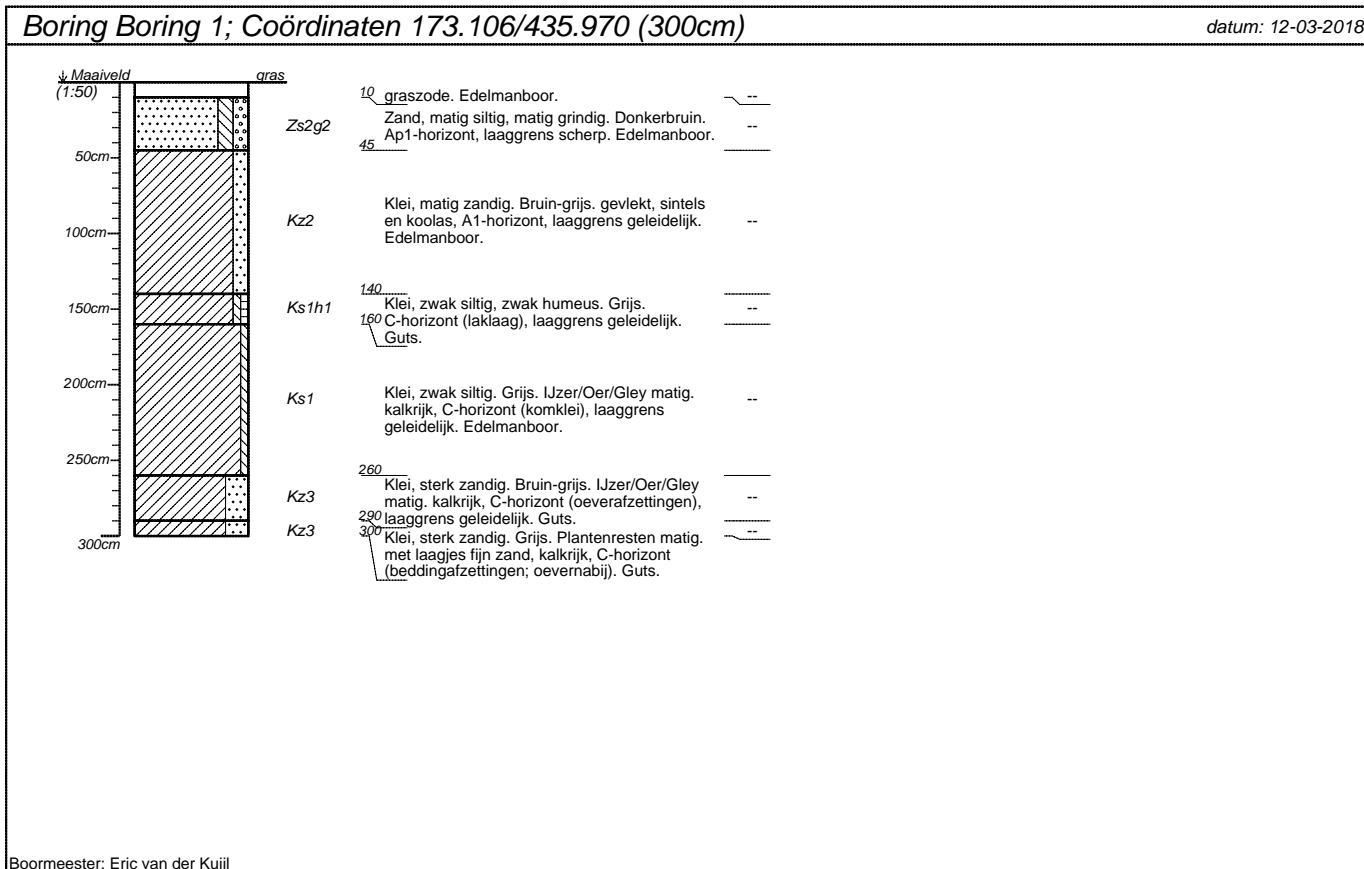 Boring Boring 1; Coördinaten 173.106/435.970 (300cm)
datum: 12-03-2018
Maaiveld
gras
(1:50)
10
graszode. Edelmanboor.
--
Zs2g2
Zand, matig siltig, matig grindig. Donkerbruin.
Ap1-horizont, laaggrens scherp. Edelmanboor.
--
45
50cm
Kz2
Klei, matig zandig. Bruin-grijs. gevlekt, sintels
en koolas, A1-horizont, laaggrens geleidelijk.
Edelmanboor.
--
100cm
140
150cm
Ks1h1
Klei, zwak siltig, zwak humeus. Grijs.
C-horizont (laklaag), laaggrens geleidelijk.
Guts.
--
160
200cm
Ks1
Klei, zwak siltig. Grijs. IJzer/Oer/Gley matig.
kalkrijk, C-horizont (komklei), laaggrens
geleidelijk. Edelmanboor.
--
250cm
260
Kz3
Klei, sterk zandig. Bruin-grijs. IJzer/Oer/Gley
matig. kalkrijk, C-horizont (oeverafzettingen),
laaggrens geleidelijk. Guts.
--
290
Kz3
300
Klei, sterk zandig. Grijs. Plantenresten matig.
met laagjes fijn zand, kalkrijk, C-horizont
(beddingafzettingen; oevernabij). Guts.
--
300cm
Boormeester: Eric van der Kuijl